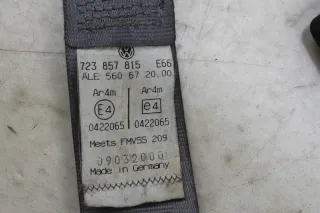 723 857 815 E66
ALE 560 67 20.00
Ar4m Ar4m
E4 e4
0422065 0422065
Meets FMVSS 209
09032000
Made in Germany